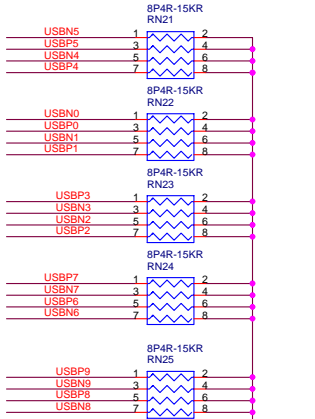 8P4R-15KR
RN21
USBN5 1 2
USBP5 3 4
USBN4 5 6
USBP4 7 8
8P4R-15KR
RN22
USBN0 1 2
USBP0 3 4
USBN1 5 6
USBP1 7 8
8P4R-15KR
RN23
USBP3 1 2
USBN3 3 4
USBN2 5 6
USBP2 7 8
8P4R-15KR
RN24
USBP7 1 2
USBN7 3 4
USBP6 5 6
USBN6 7 8
8P4R-15KR
RN25
USBP9 1 2
USBN9 3 4
USBP8 5 6
USBN8 7 8